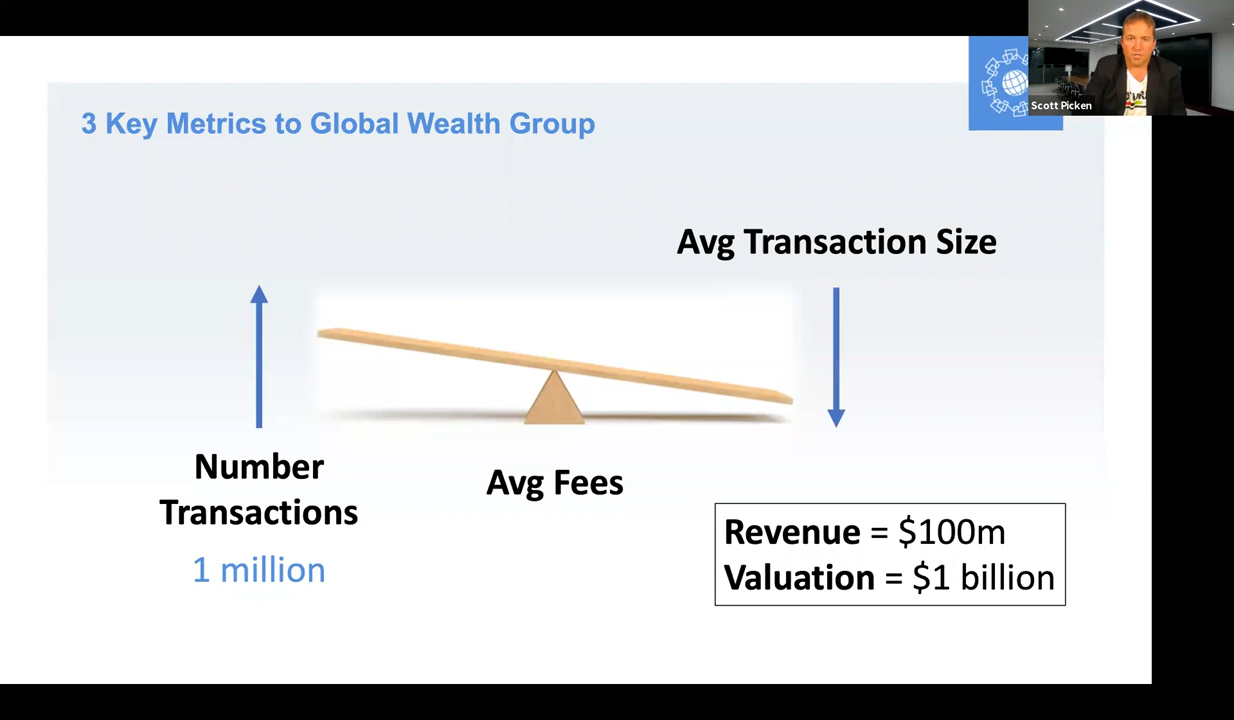 Scott Picken
3 Key Metrics to Global Wealth Group
Avg Transaction Size
Number
Transactions
1 million
Avg Fees
Revenue = $100m
Valuation = $1 billion